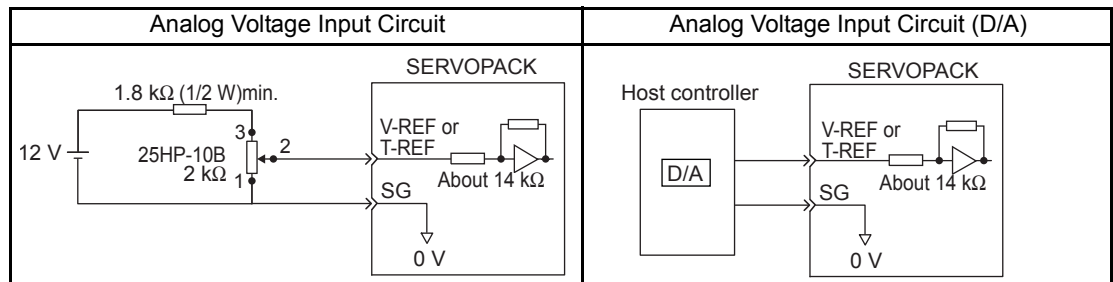 Analog Voltage Input Circuit
Analog Voltage Input Circuit (D/A)
SERVOPACK
1.8 kΩ (1/2 W)min.
3
2
12 V
25HP-10B
2 kΩ
1
V-REF or
T-REF
About 14 kΩ
SG
0 V
SERVOPACK
Host controller
D/A
V-REF or
T-REF
About 14 kΩ
SG
0 V